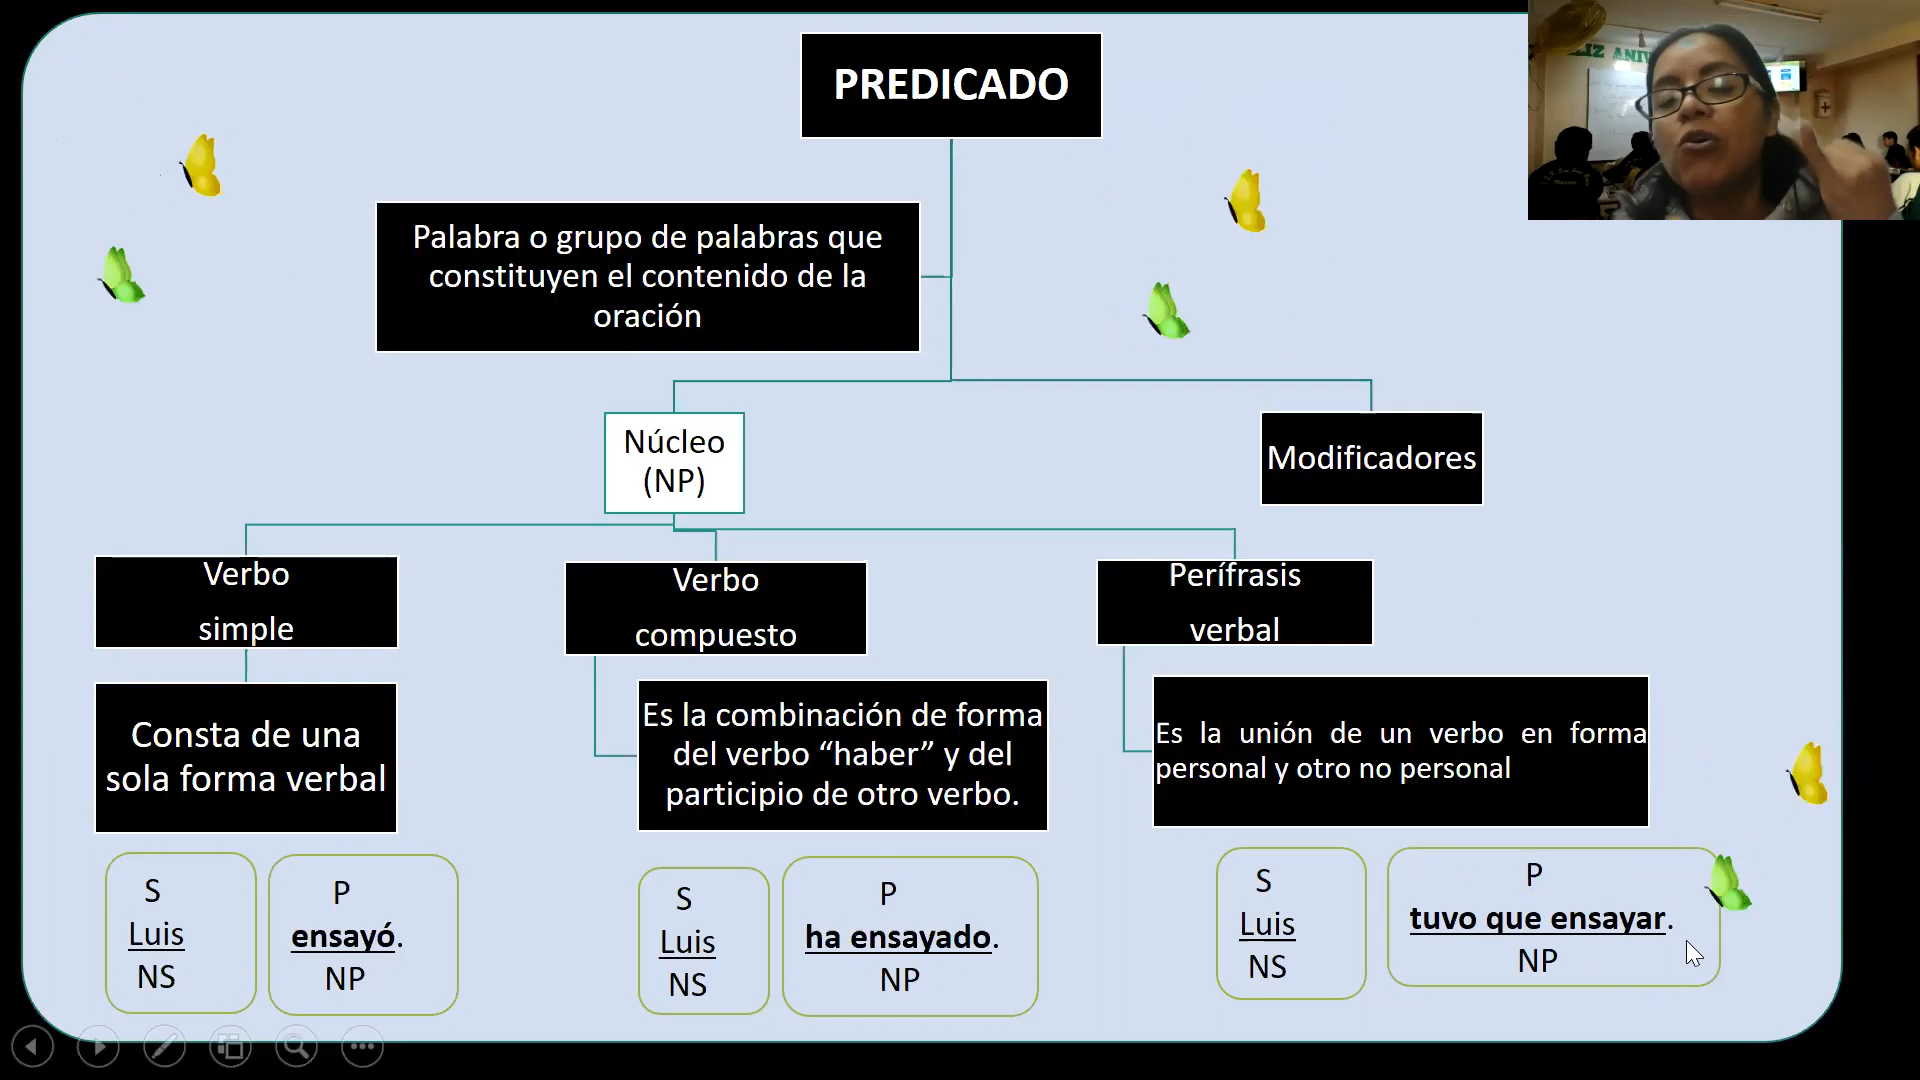 PREDICADO
Palabra o grupo de palabras que
constituyen el contenido de la
oración
Núcleo
(NP)
Modificadores
Verbo
simple
Verbo
compuesto
Perífrasis
verbal
Consta de una
sola forma verbal
Es la combinación de forma
del verbo “haber” y del
participio de otro verbo.
Es la unión de un verbo en forma
personal y otro no personal
S
Luis
NS
P
ensayó.
NP
S
Luis
NS
P
ha ensayado.
NP
S
Luis
NS
P
tuvo que ensayar.
NP